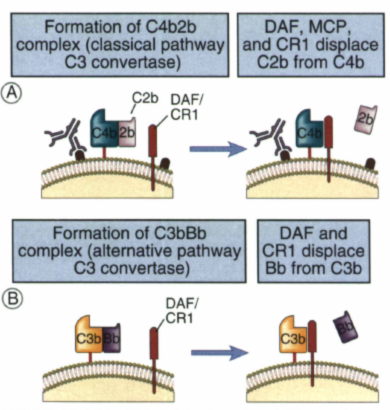 Formation of C4b2b
complex (classical pathway
C3 convertase)
DAF, MCP,
and CR1 displace
C2b from C4b
A
C2b
DAF/
CR1
C4b
2b
C4b
2b
Formation of C3bBb
complex (alternative pathway
C3 convertase)
DAF and
CR1 displace
Bb from C3b
B
DAF/
CR1
C3b
Bb
C3b
Bb